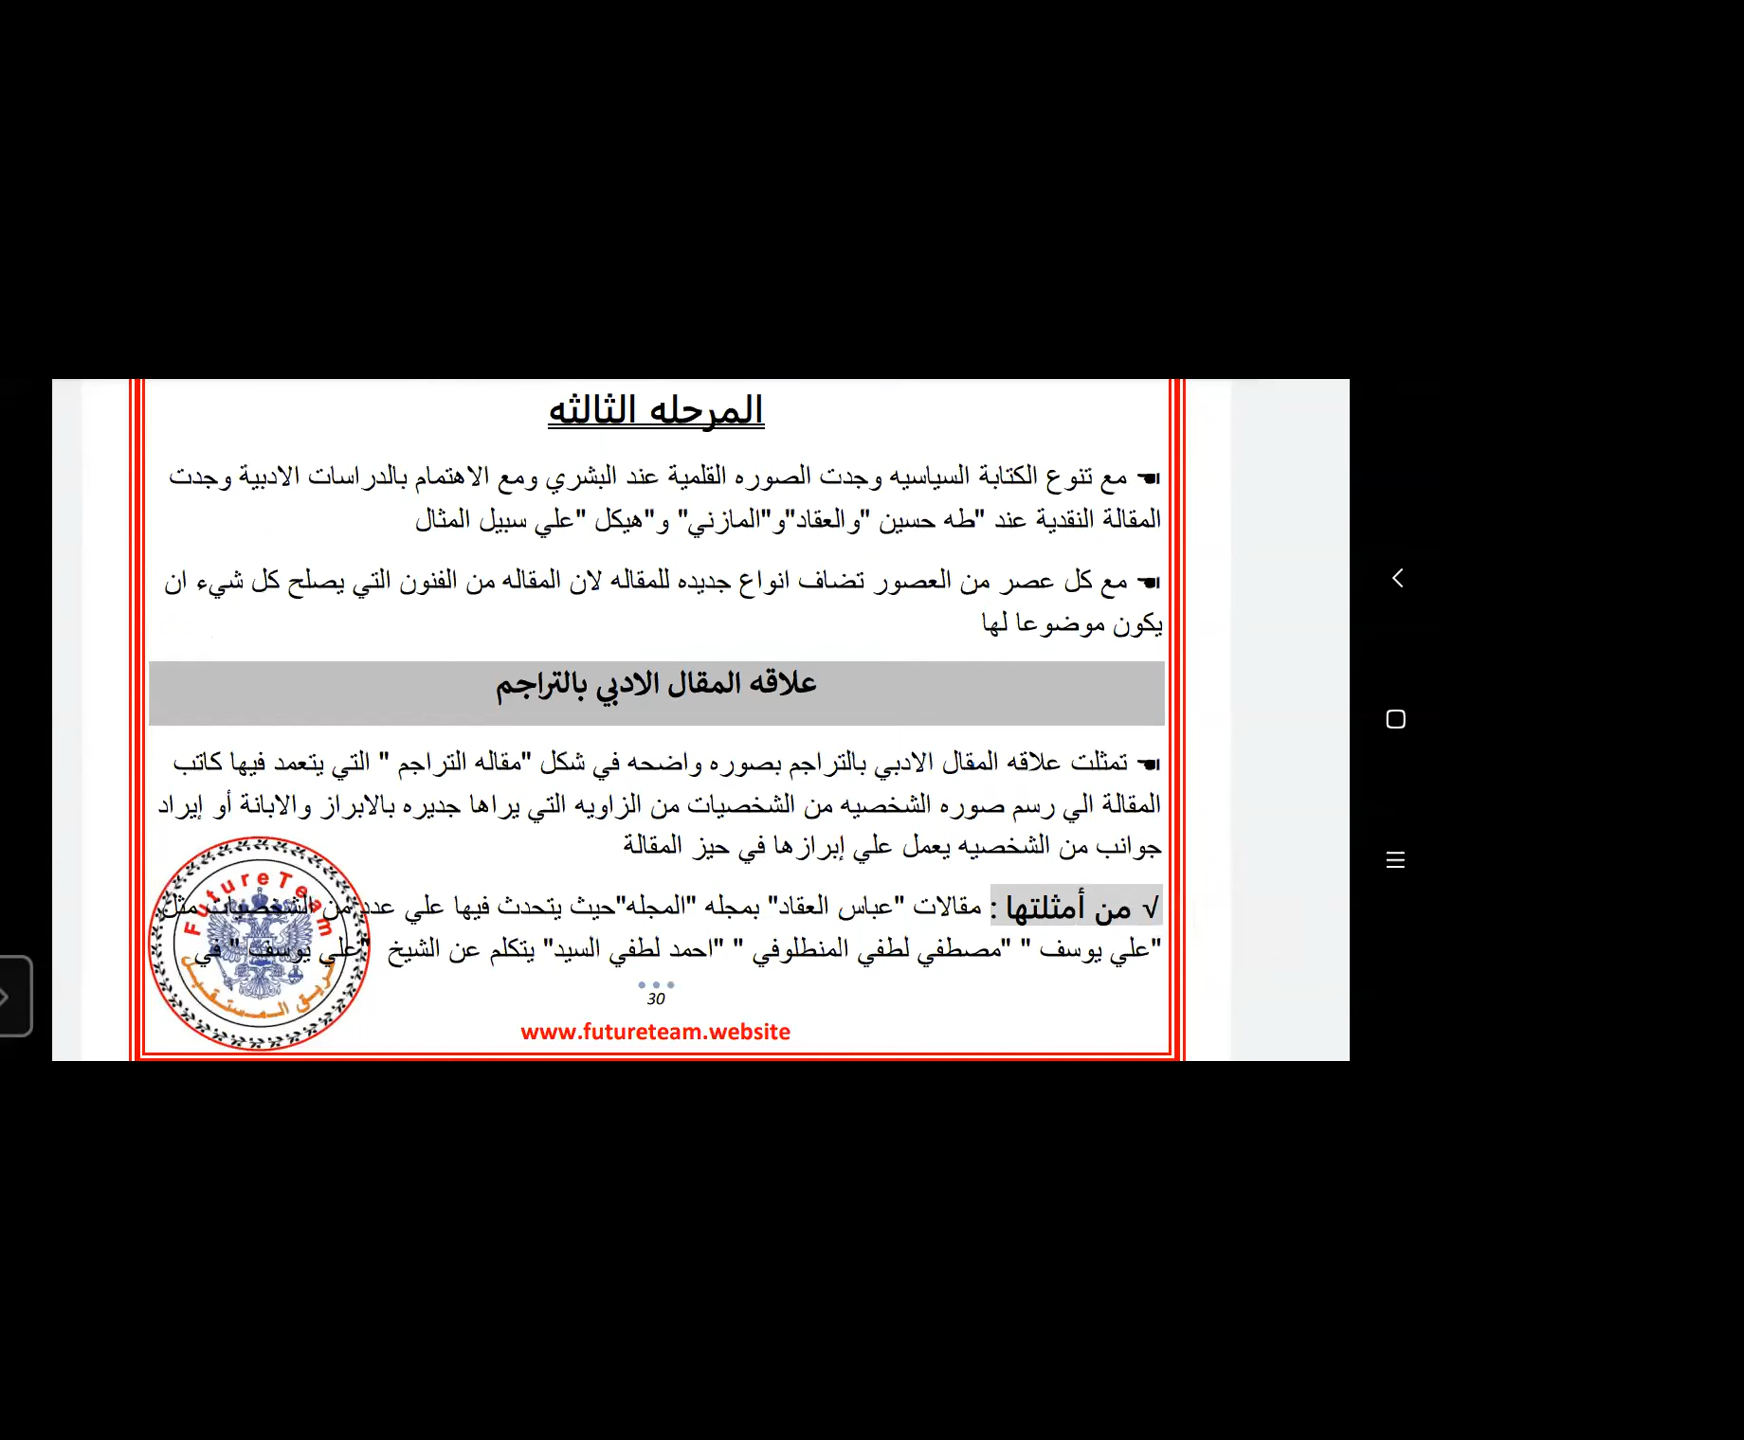 المرحله الثالثه
☚ مع تنوع الكتابة السياسيه وجدت الصوره القلمية عند البشري ومع الاهتمام بالدراسات الادبية وجدت
المقالة النقدية عند "طه حسين "والعقاد"و"المازني" و"هيكل "علي سبيل المثال
☚ مع كل عصر من العصور تضاف انواع جديده للمقاله لان المقاله من الفنون التي يصلح كل شيء ان
يكون موضوعا لها
علاقه المقال الادبي بالتراجم
☚ تمثلت علاقه المقال الادبي بالتراجم بصوره واضحه في شكل "مقاله التراجم " التي يتعمد فيها كاتب
المقالة الي رسم صوره الشخصيه من الشخصيات من الزاويه التي يراها جديره بالابراز والابانة أو إيراد
جوانب من الشخصيه يعمل علي إبرازها في حيز المقالة
√ من أمثلتها : مقالات "عباس العقاد" بمجله "المجله"حيث يتحدث فيها علي عدد من الشخصيات مثل
"علي يوسف " "مصطفي لطفي المنطلوفي " "احمد لطفي السيد" يتكلم عن الشيخ "علي يوسف " في
FutureTeam
فريق المستقبل
30
www.futureteam.website